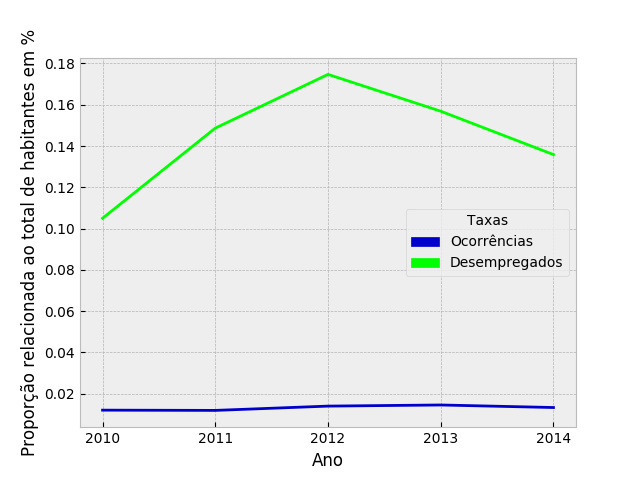 Proporção relacionada ao total de habitantes em %
0.18
0.16
0.14
0.12
0.10
0.08
0.06
0.04
0.02
Taxas
Ocorrências
Desempregados
2010 2011 2012 2013 2014
Ano